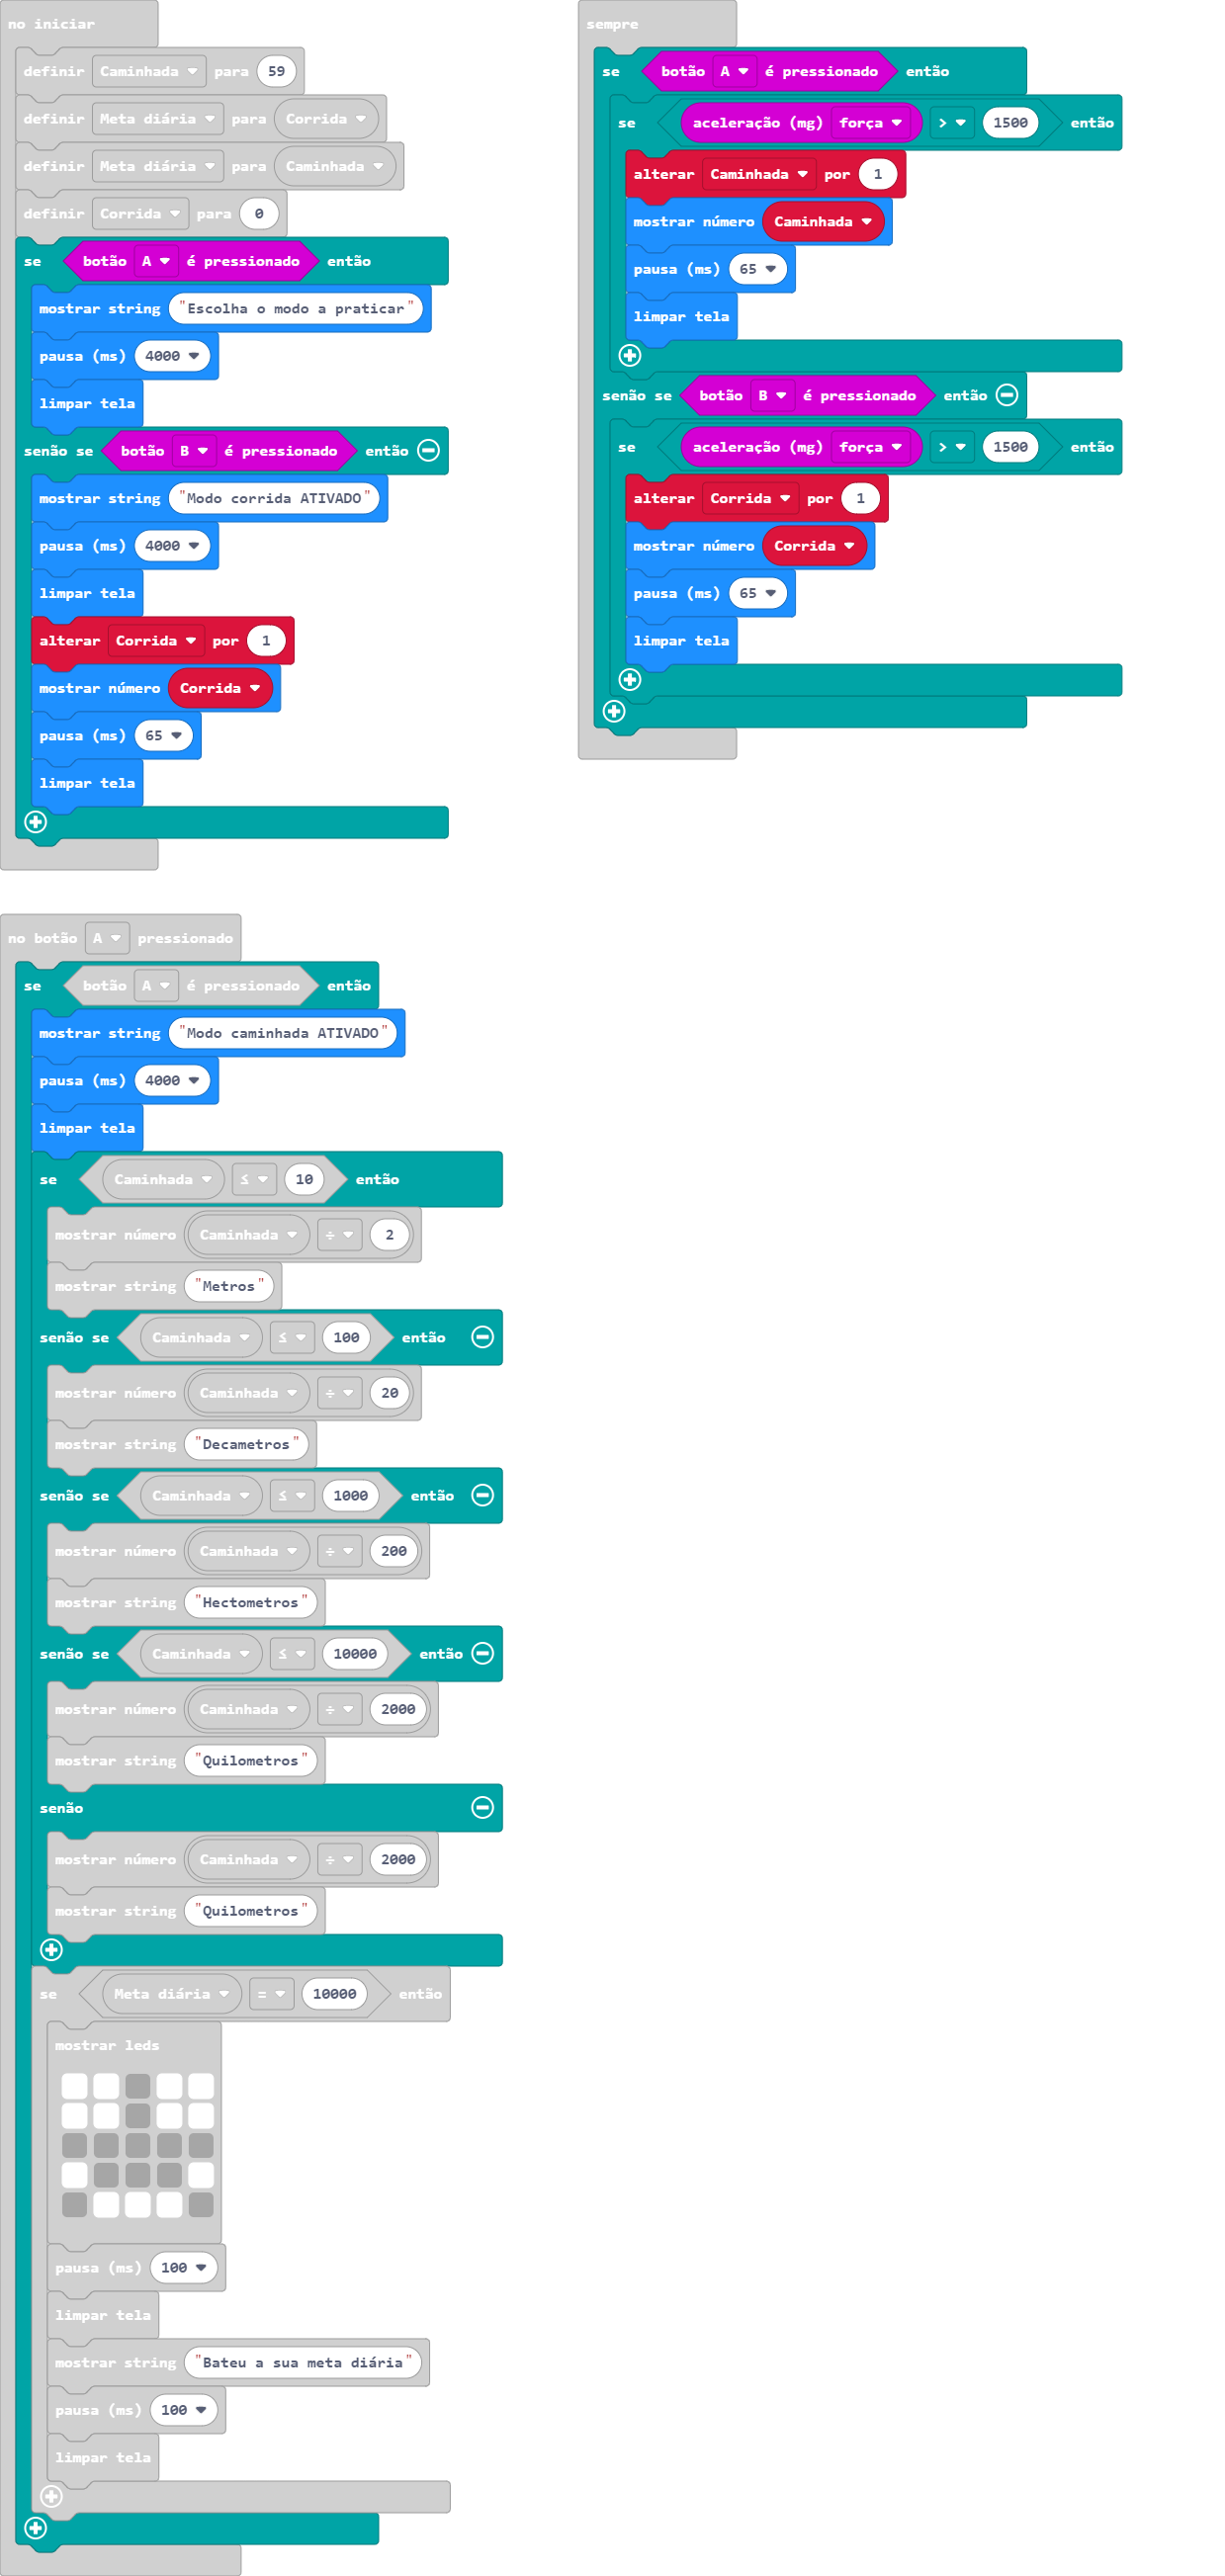 no iniciar
definir Caminhada para 59
definir Meta diária para Corrida
definir Meta diária para Caminhada
definir Corrida para 0
se botão A é pressionado então
mostrar string "Escolha o modo a praticar"
pausa (ms) 4000
limpar tela
senão se botão B é pressionado então
mostrar string "Modo corrida ATIVADO"
pausa (ms) 4000
limpar tela
alterar Corrida por 1
mostrar número Corrida
pausa (ms) 65
limpar tela
sempre
se botão A é pressionado então
se aceleração (mg) força > 1500 então
alterar Caminhada por 1
mostrar número Caminhada
pausa (ms) 65
limpar tela
senão se botão B é pressionado então
se aceleração (mg) força > 1500 então
alterar Corrida por 1
mostrar número Corrida
pausa (ms) 65
limpar tela
no botão A pressionado
se botão A é pressionado então
mostrar string "Modo caminhada ATIVADO"
pausa (ms) 4000
limpar tela
se Caminhada ≤ 10 então
mostrar número Caminhada ÷ 2
mostrar string "Metros"
senão se Caminhada ≤ 100 então
mostrar número Caminhada ÷ 20
mostrar string "Decametros"
senão se Caminhada ≤ 1000 então
mostrar número Caminhada ÷ 200
mostrar string "Hectometros"
senão se Caminhada ≤ 10000 então
mostrar número Caminhada ÷ 2000
mostrar string "Quilometros"
senão
mostrar número Caminhada ÷ 2000
mostrar string "Quilometros"
se Meta diária = 10000 então
mostrar leds
pausa (ms) 100
limpar tela
mostrar string "Bateu a sua meta diária"
pausa (ms) 100
limpar tela